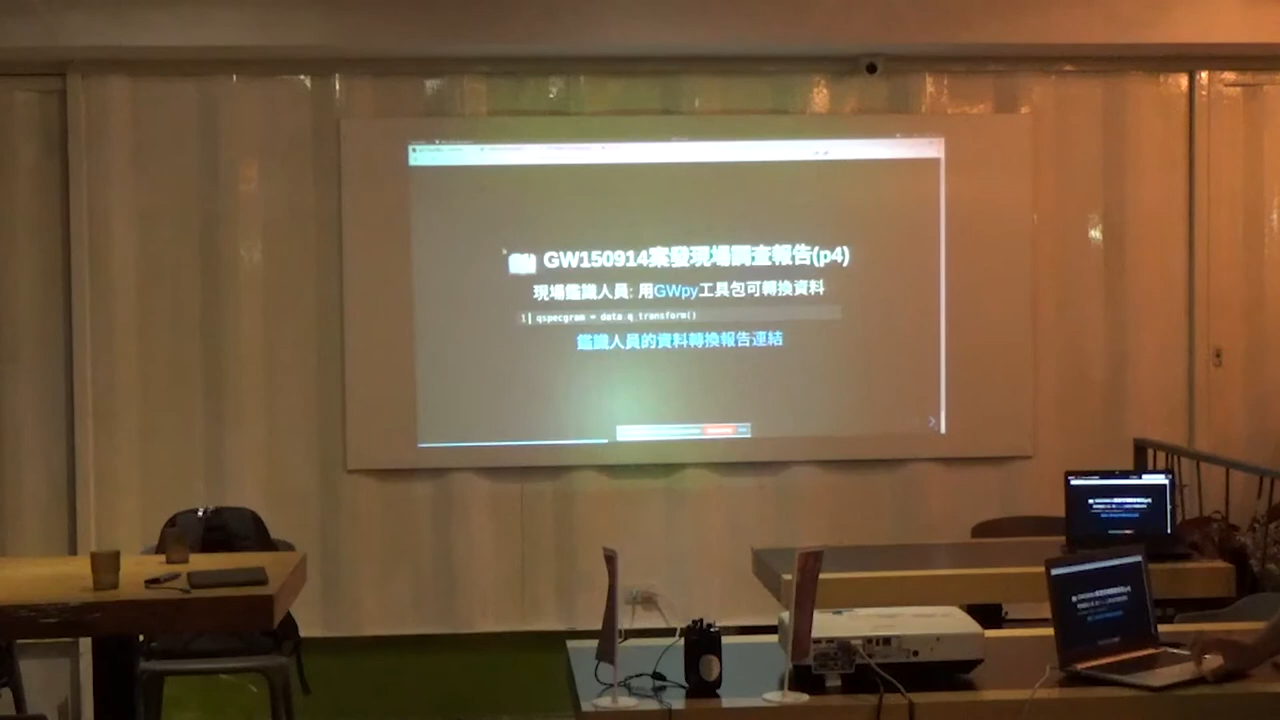 GW150914案發現場調查報告(p4)
現場鑑識人員: 用GWpy工具包可轉換資料
1 qspecgram = data.q_transform()
鑑識人員的資料轉換報告連結